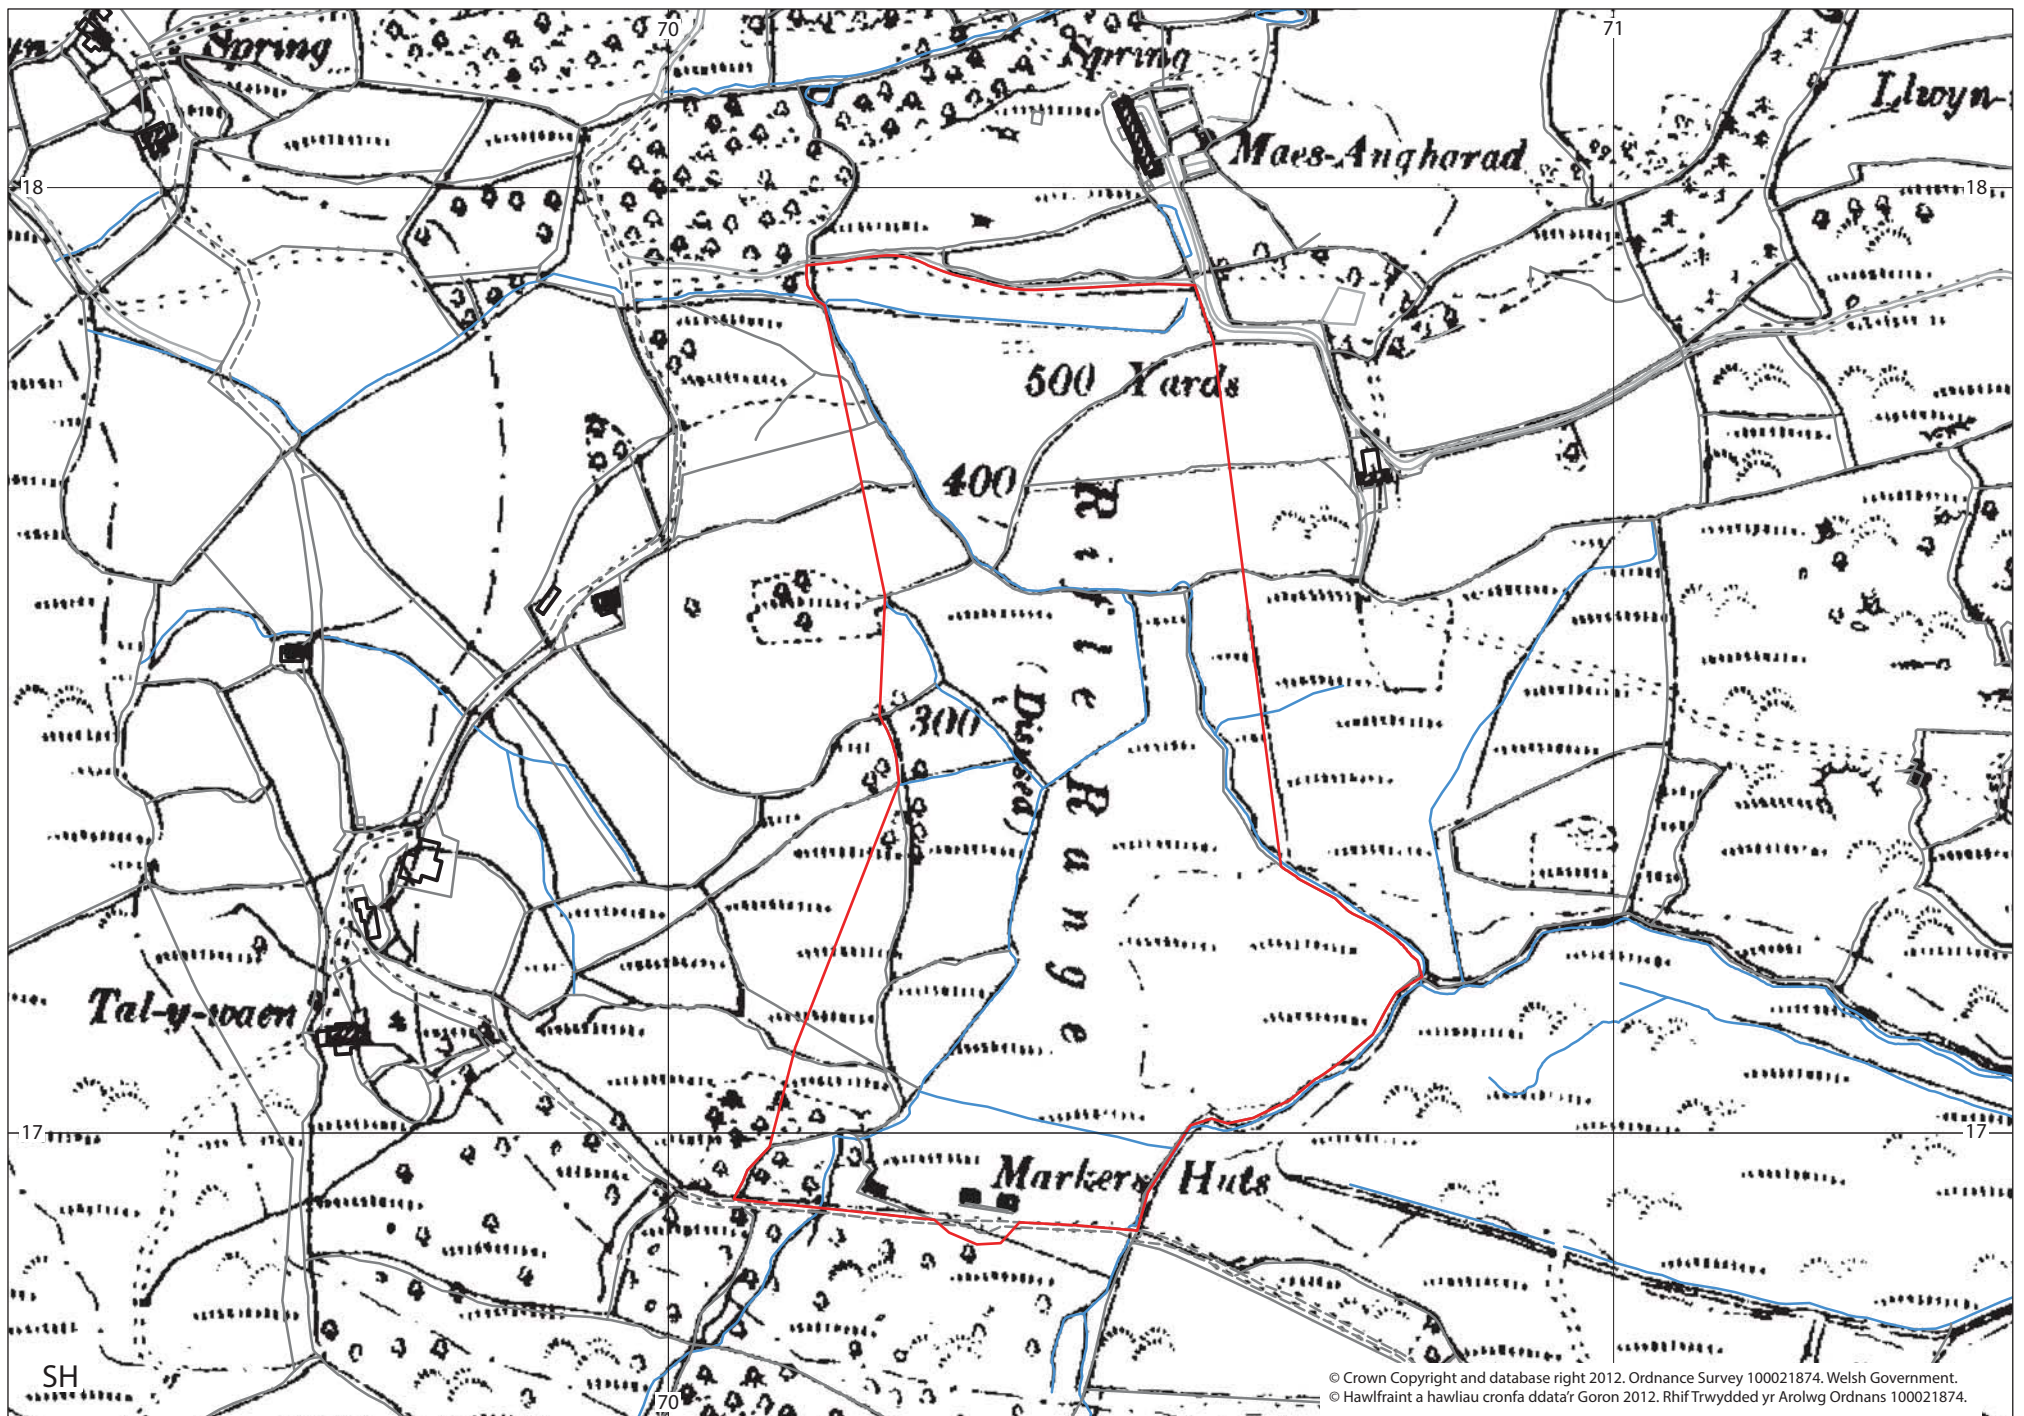 70
71
Spring
Spring
Llwyn
Maes-Angharad
18
18
500 Yards
400
Rifle Range
(Disused)
300
Tal-y-waen
17
17
Markers Huts
SH
70
© Crown Copyright and database right 2012. Ordnance Survey 100021874. Welsh Government.
© Hawlfraint a hawliau cronfa ddata'r Goron 2012. Rhif Trwydded yr Arolwg Ordnans 100021874.